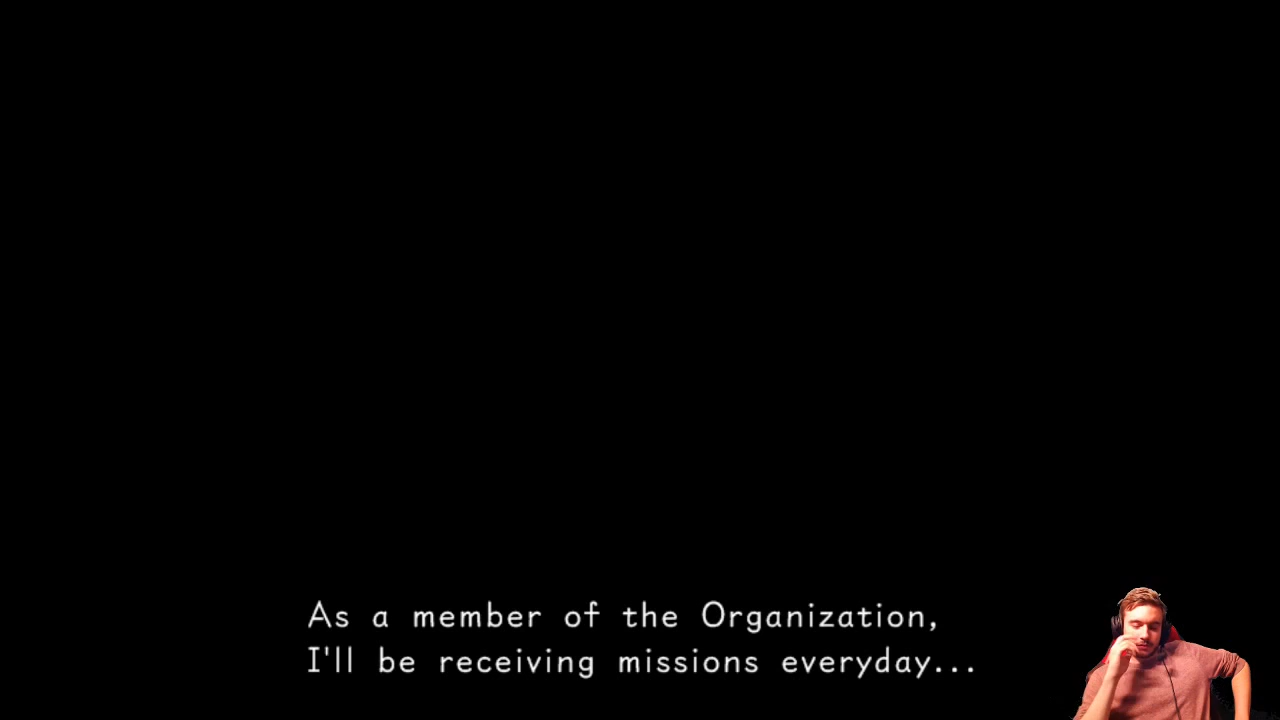 As a member of the Organization,
I'll be receiving missions everyday...